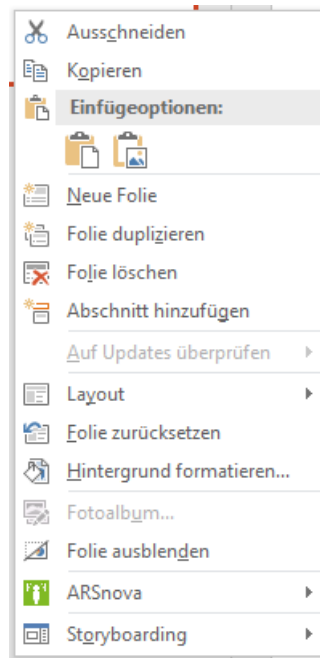 Ausschneiden
Kopieren
Einfügeoptionen:
Neue Folie
Folie duplizieren
Folie löschen
Abschnitt hinzufügen
Auf Updates überprüfen
Layout
Folie zurücksetzen
Hintergrund formatieren...
Fotoalbum...
Folie ausblenden
ARSnova
Storyboarding